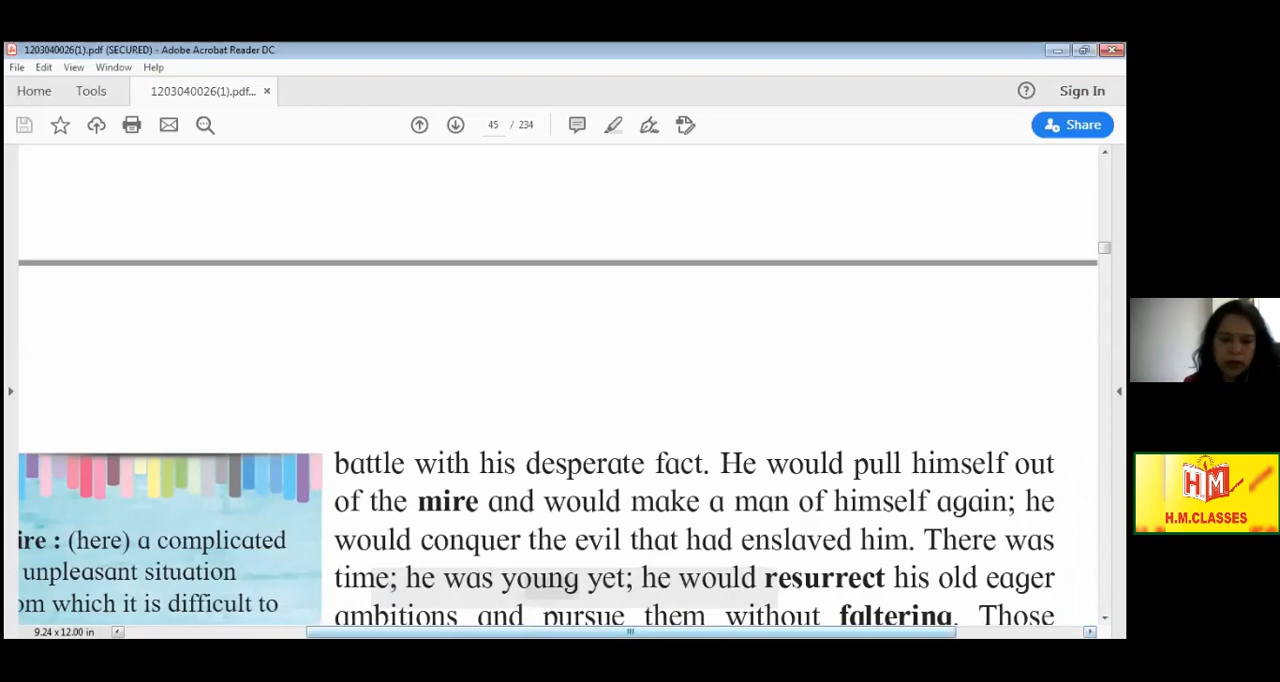 1203040026(1).pdf (SECURED) - Adobe Acrobat Reader DC
File Edit View Window Help
Home Tools 1203040026(1).pdf... × ? Sign In
45 / 234 Share
battle with his desperate fact. He would pull himself out
of the mire and would make a man of himself again; he
would conquer the evil that had enslaved him. There was
time; he was young yet; he would resurrect his old eager
ambitions and pursue them without faltering. Those
ire : (here) a complicated
unpleasant situation
om which it is difficult to
9.24 x 12.00 in
HM
H.M.CLASSES